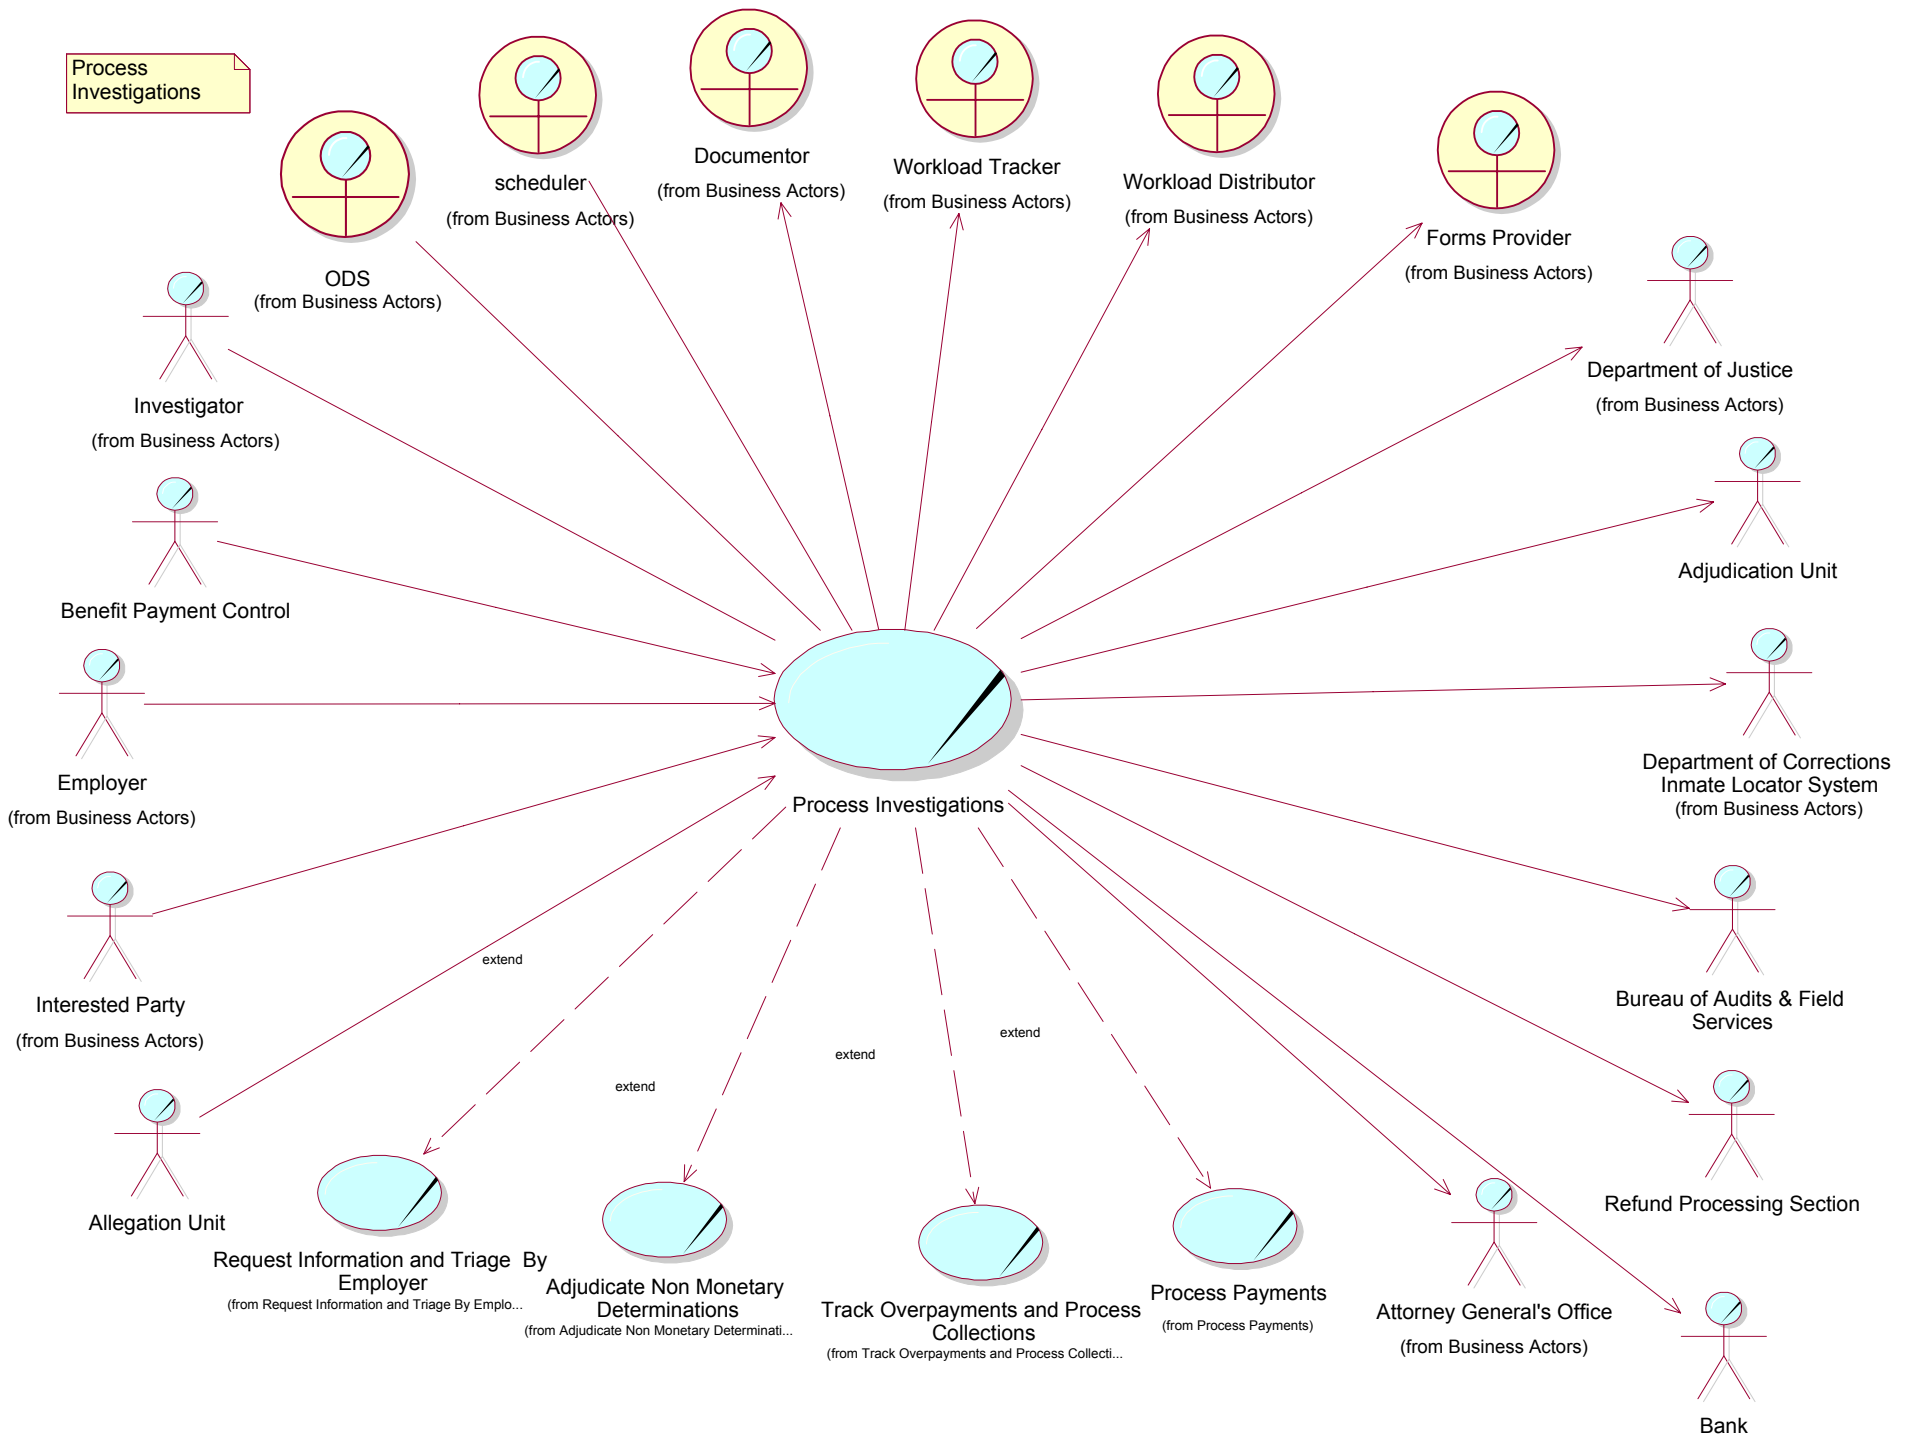 Process
Investigations
scheduler
(from Business Actors)
Documentor
(from Business Actors)
Workload Tracker
(from Business Actors)
Workload Distributor
(from Business Actors)
Forms Provider
(from Business Actors)
ODS
(from Business Actors)
Investigator
(from Business Actors)
Department of Justice
(from Business Actors)
Benefit Payment Control
Adjudication Unit
Employer
(from Business Actors)
Process Investigations
Department of Corrections
Inmate Locator System
(from Business Actors)
Interested Party
(from Business Actors)
extend
extend
extend
extend
Bureau of Audits & Field
Services
Allegation Unit
Refund Processing Section
Request Information and Triage  By
Employer
(from Request Information and Triage By Emplo...
Adjudicate Non Monetary
Determinations
(from Adjudicate Non Monetary Determinati...
Track Overpayments and Process
Collections
(from Track Overpayments and Process Collecti...
Process Payments
(from Process Payments)
Attorney General's Office
(from Business Actors)
Bank